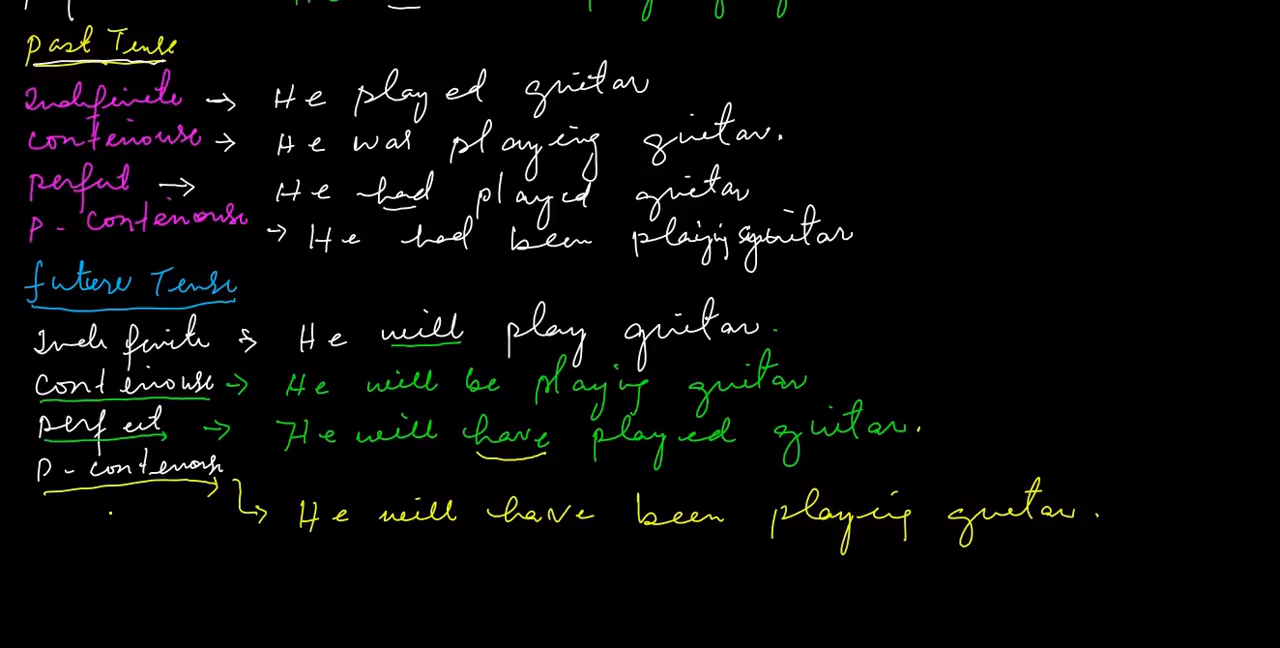 Past Tense
Indefinite → He played guitar
Contenouse → He was playing guitar.
perfect → He had played guitar
P - Contenouse → He had been playing guitar
future Tense
Indefinite → He will play guitar.
Contenouse → He will be playing guitar
perfect → He will have played guitar.
P - contenouse
He will have been playing guitar.